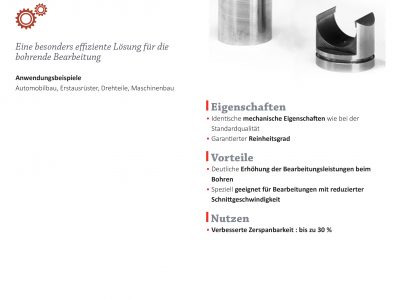 Eine besonders effiziente Lösung für die
bohrende Bearbeitung
Anwendungsbeispiele
Automobilbau, Erstausrüster, Drehteile, Maschinenbau
Eigenschaften
• Identische mechanische Eigenschaften wie bei der
Standardqualität
• Garantierter Reinheitsgrad
Vorteile
• Deutliche Erhöhung der Bearbeitungsleistungen beim
Bohren
• Speziell geeignet für Bearbeitungen mit reduzierter
Schnittgeschwindigkeit
Nutzen
• Verbesserte Zerspanbarkeit : bis zu 30 %